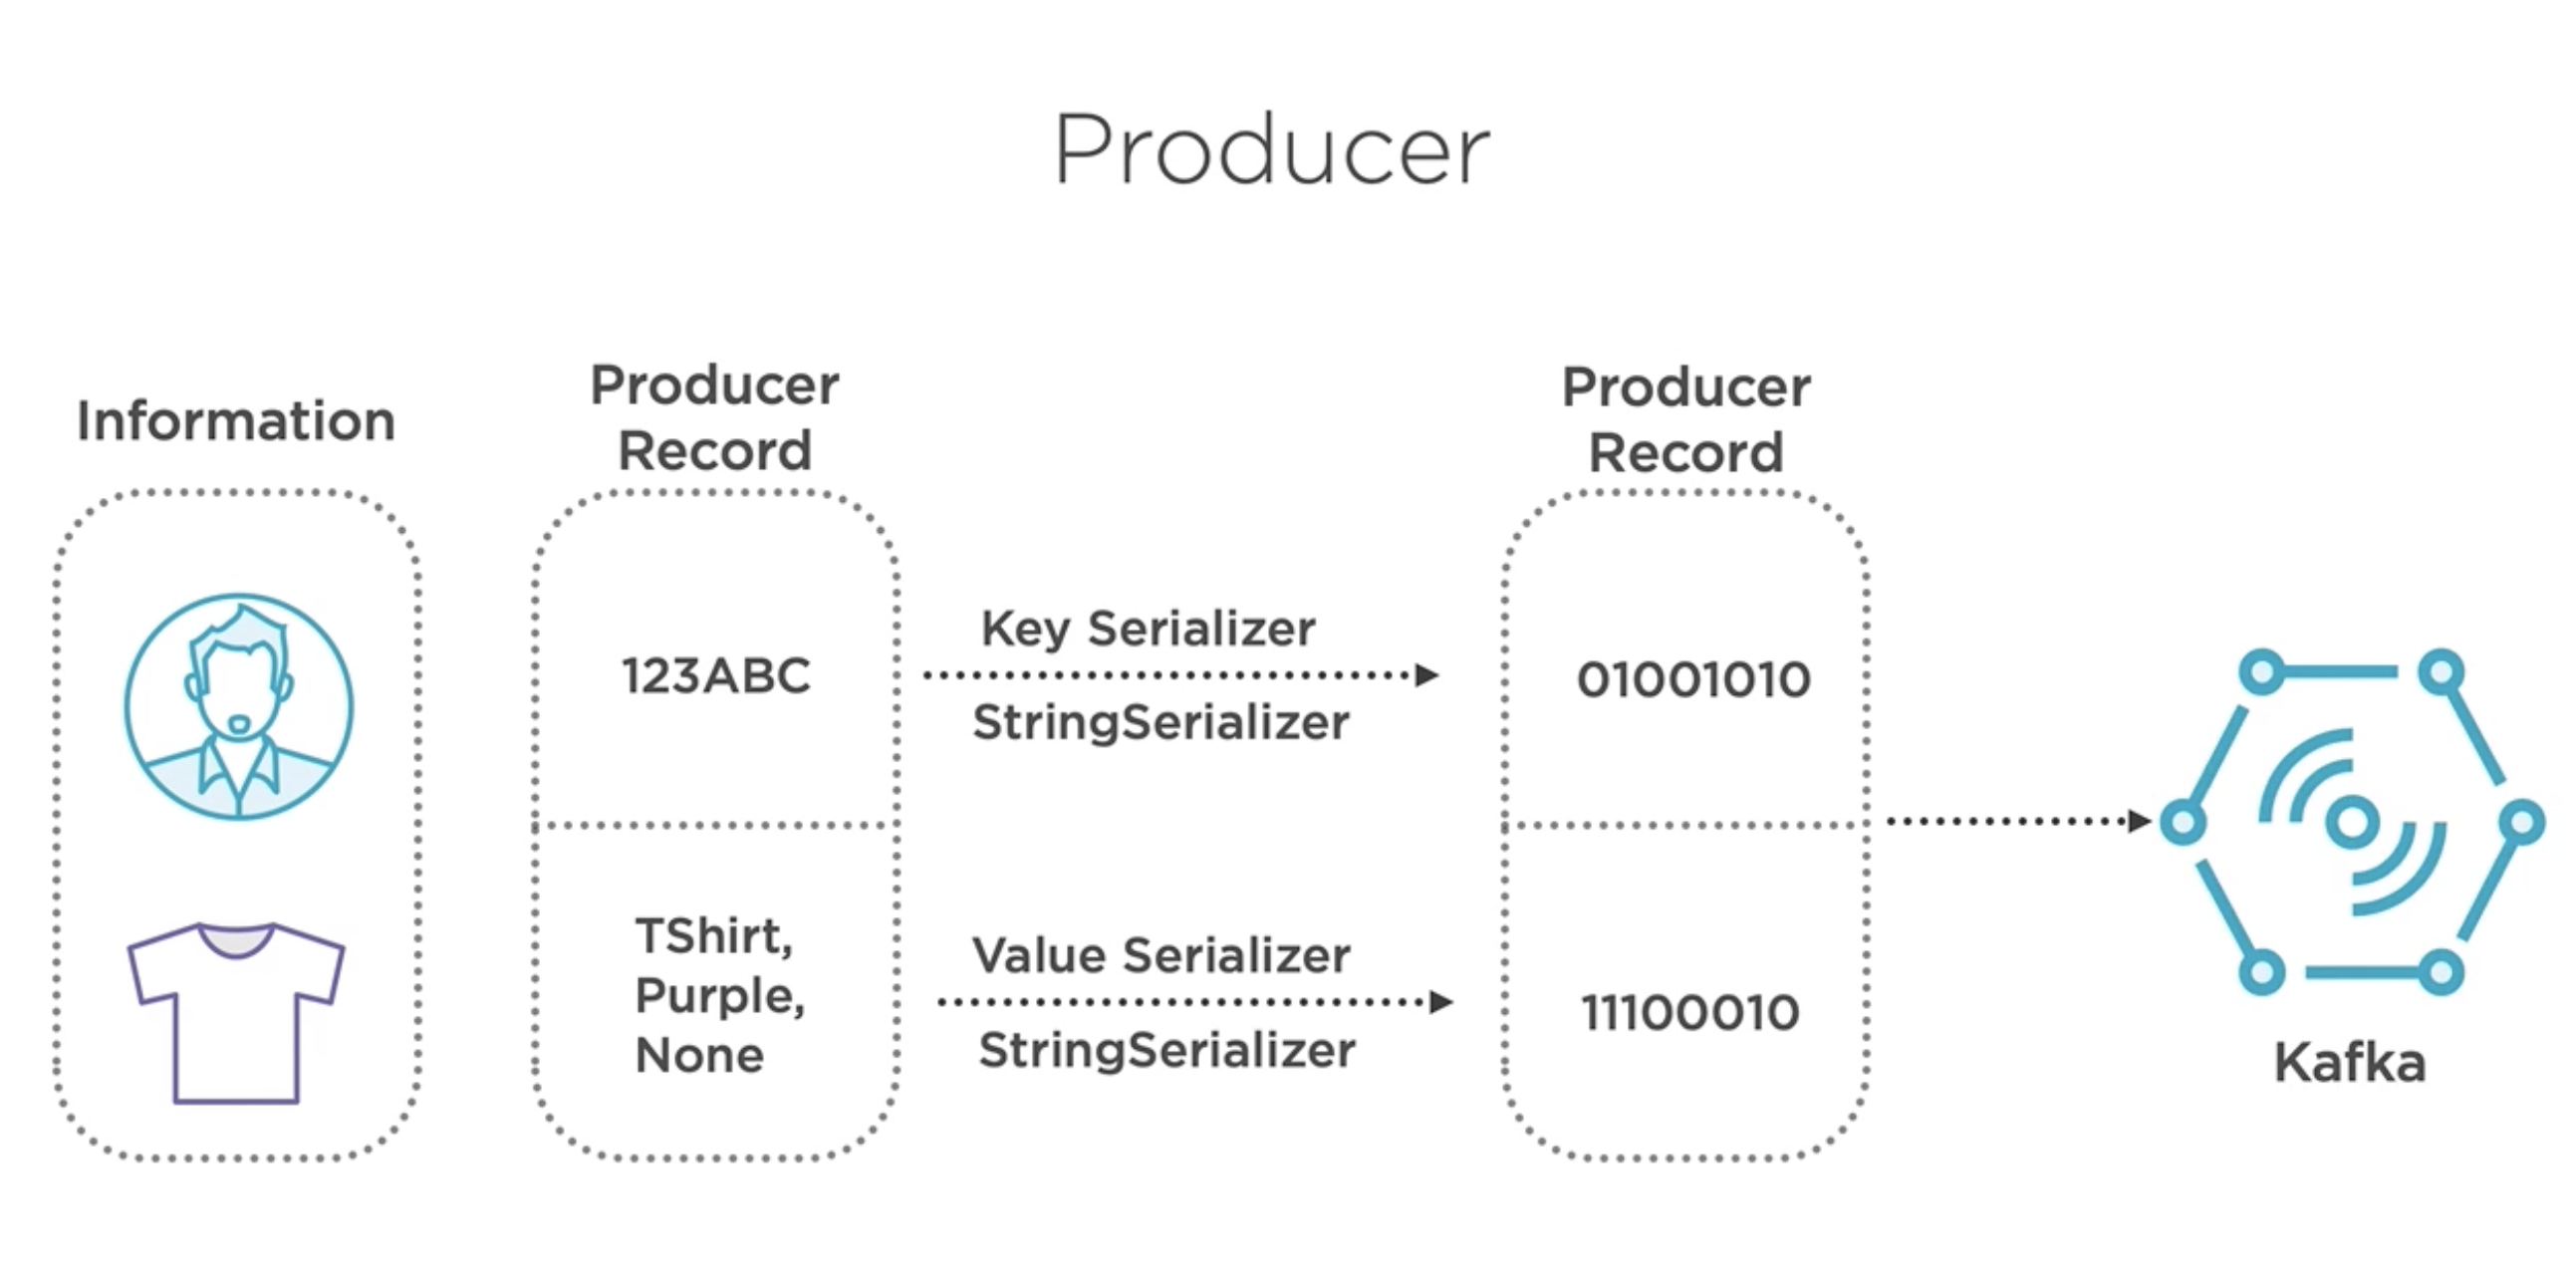 Producer
Information
Producer
Record
123ABC
TShirt,
Purple,
None
Key Serializer
StringSerializer
Value Serializer
StringSerializer
Producer
Record
01001010
11100010
Kafka